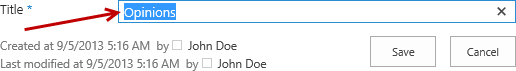 Title * Opinions
Created at 9/5/2013 5:16 AM by John Doe
Last modified at 9/5/2013 5:16 AM by John Doe
Save Cancel